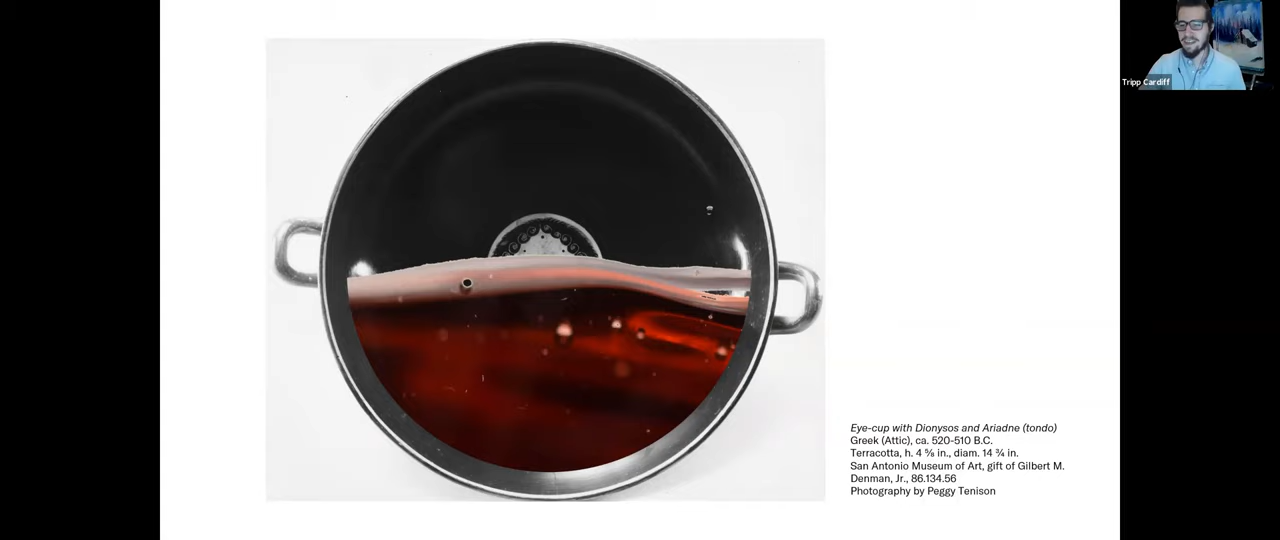 Tripp Cardiff
Eye-cup with Dionysos and Ariadne (tondo)
Greek (Attic), ca. 520-510 B.C.
Terracotta, h. 4 ⅝ in., diam. 14 ¾ in.
San Antonio Museum of Art, gift of Gilbert M.
Denman, Jr., 86.134.56
Photography by Peggy Tenison